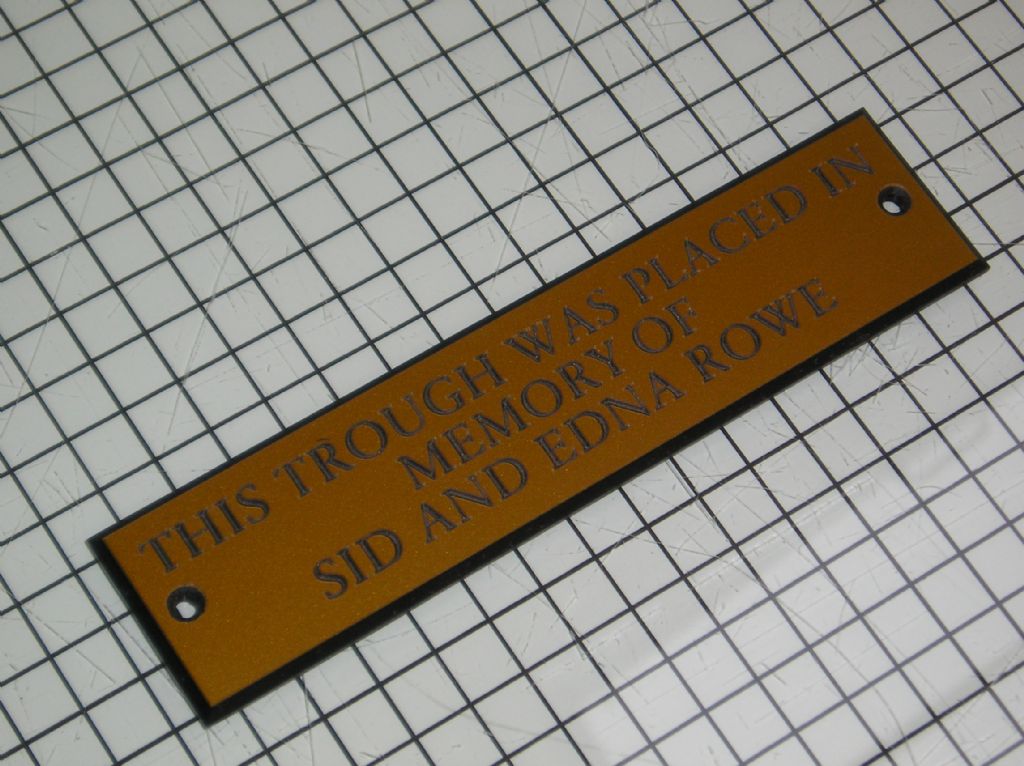 THIS TROUGH WAS PLACED IN
MEMORY OF
SID AND EDNA ROWE